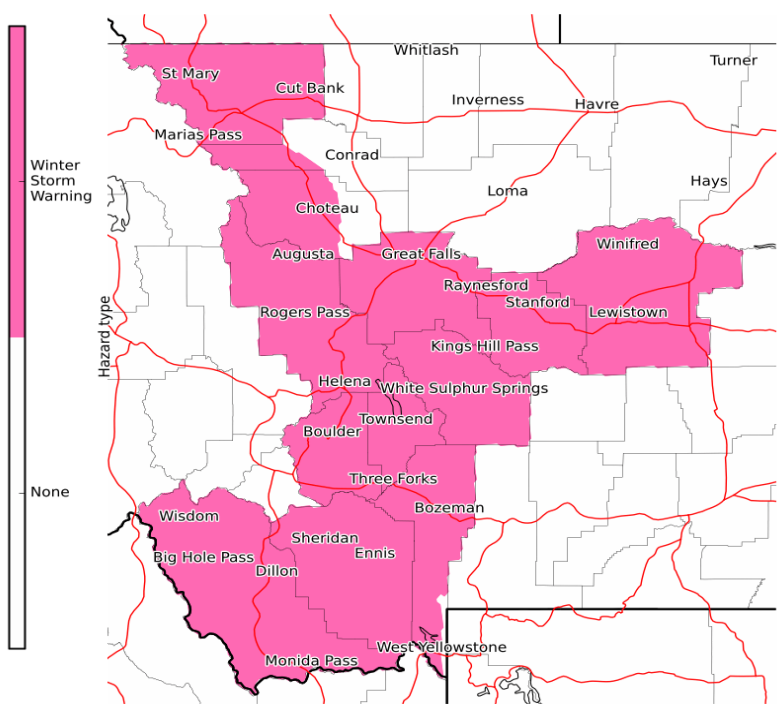 Winter
Storm
Warning
None
Hazard type
Whitlash
Turner
St Mary
Cut Bank
Inverness
Havre
Marias Pass
Conrad
Hays
Loma
Choteau
Winifred
Augusta
Great Falls
Raynesford
Stanford
Rogers Pass
Lewistown
Kings Hill Pass
Helena
White Sulphur Springs
Townsend
Boulder
Three Forks
Bozeman
Wisdom
Sheridan
Ennis
Big Hole Pass
Dillon
West Yellowstone
Monida Pass